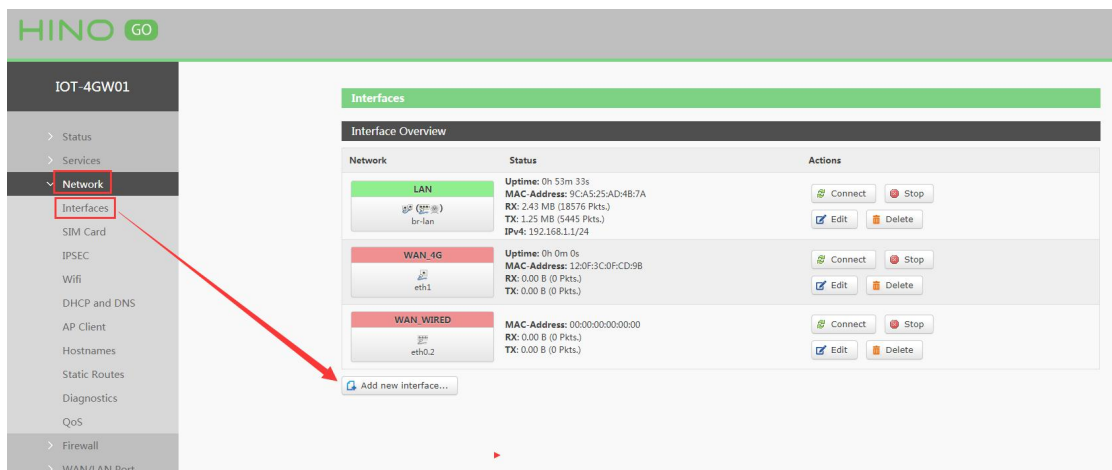 HINO GO
IOT-4GW01
Status
Services
Network
Interfaces
SIM Card
IPSEC
Wifi
DHCP and DNS
AP Client
Hostnames
Static Routes
Diagnostics
QoS
Firewall
WAN/LAN Port
Interfaces
Interface Overview
Network Status Actions
LAN
br-lan
Uptime: 0h 53m 33s
MAC-Address: 9C:A5:25:AD:4B:7A
RX: 2.43 MB (18576 Pkts.)
TX: 1.25 MB (5445 Pkts.)
IPv4: 192.168.1.1/24
Connect Stop
Edit Delete
WAN_4G
eth1
Uptime: 0h 0m 0s
MAC-Address: 12:0F:3C:0F:CD:9B
RX: 0.00 B (0 Pkts.)
TX: 0.00 B (0 Pkts.)
Connect Stop
Edit Delete
WAN_WIRED
eth0.2
MAC-Address: 00:00:00:00:00:00
RX: 0.00 B (0 Pkts.)
TX: 0.00 B (0 Pkts.)
Connect Stop
Edit Delete
Add new interface...